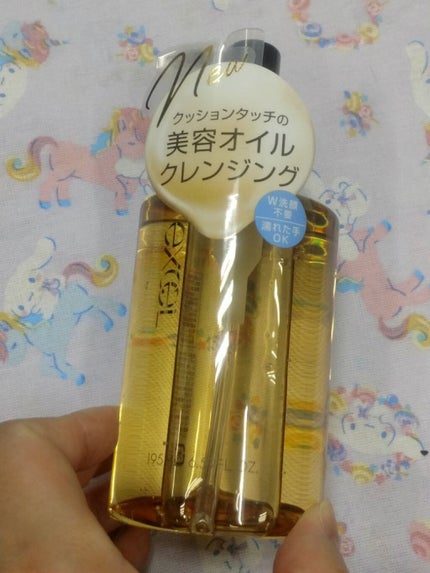 New
クッションタッチの
美容オイル
クレンジング
W洗顔
不要
濡れた手
OK
excel